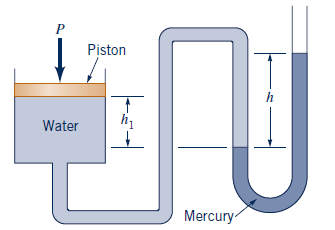 P
Piston
h
h₁
Water
Mercury